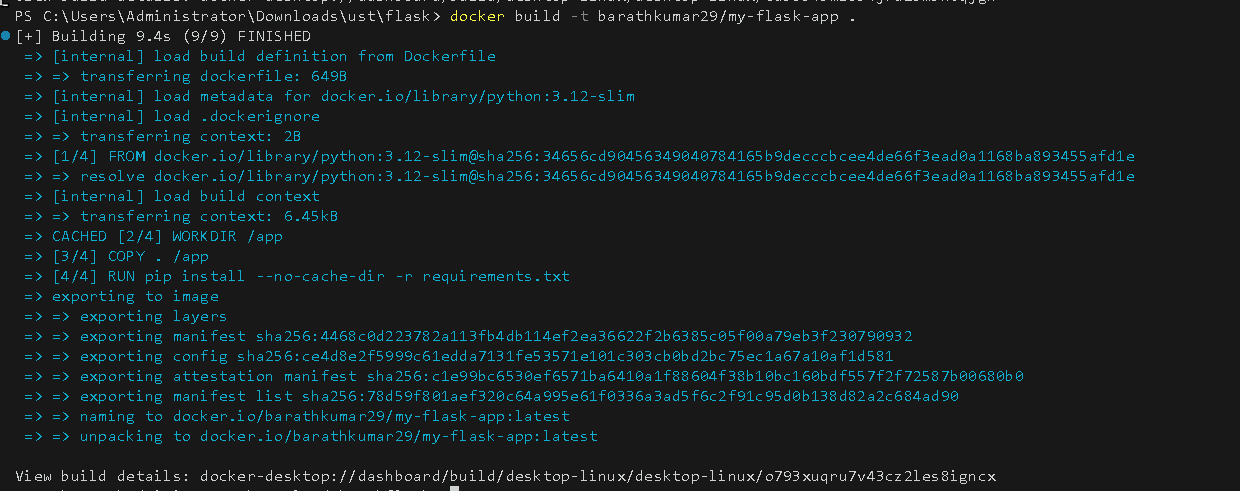 PS C:\Users\Administrator\Downloads\ust\flask> docker build -t barathkumar29/my-flask-app .
[+] Building 9.4s (9/9) FINISHED
=> [internal] load build definition from Dockerfile
=> => transferring dockerfile: 649B
=> [internal] load metadata for docker.io/library/python:3.12-slim
=> [internal] load .dockerignore
=> => transferring context: 2B
=> [1/4] FROM docker.io/library/python:3.12-slim@sha256:34656cd90456349040784165b9decccbcee4de66f3ead0a1168ba893455afd1e
=> => resolve docker.io/library/python:3.12-slim@sha256:34656cd90456349040784165b9decccbcee4de66f3ead0a1168ba893455afd1e
=> [internal] load build context
=> => transferring context: 6.45kB
=> CACHED [2/4] WORKDIR /app
=> [3/4] COPY . /app
=> [4/4] RUN pip install --no-cache-dir -r requirements.txt
=> exporting to image
=> => exporting layers
=> => exporting manifest sha256:4468c0d223782a113fb4db114ef2ea36622f2b6385c05f00a79eb3f230790932
=> => exporting config sha256:ce4d8e2f5999c61edda7131fe53571e101c303cb0bd2bc75ec1a67a10af1d581
=> => exporting attestation manifest sha256:c1e99bc6530ef6571ba6410a1f88604f38b10bc160bdf557f2f72587b00680b0
=> => exporting manifest list sha256:78d59f801aef320c64a995e61f0336a3ad5f6c2f91c95d0b138d82a2c684ad90
=> => naming to docker.io/barathkumar29/my-flask-app:latest
=> => unpacking to docker.io/barathkumar29/my-flask-app:latest
View build details: docker-desktop://dashboard/build/desktop-linux/desktop-linux/o793xuqru7v43cz2les8igncx